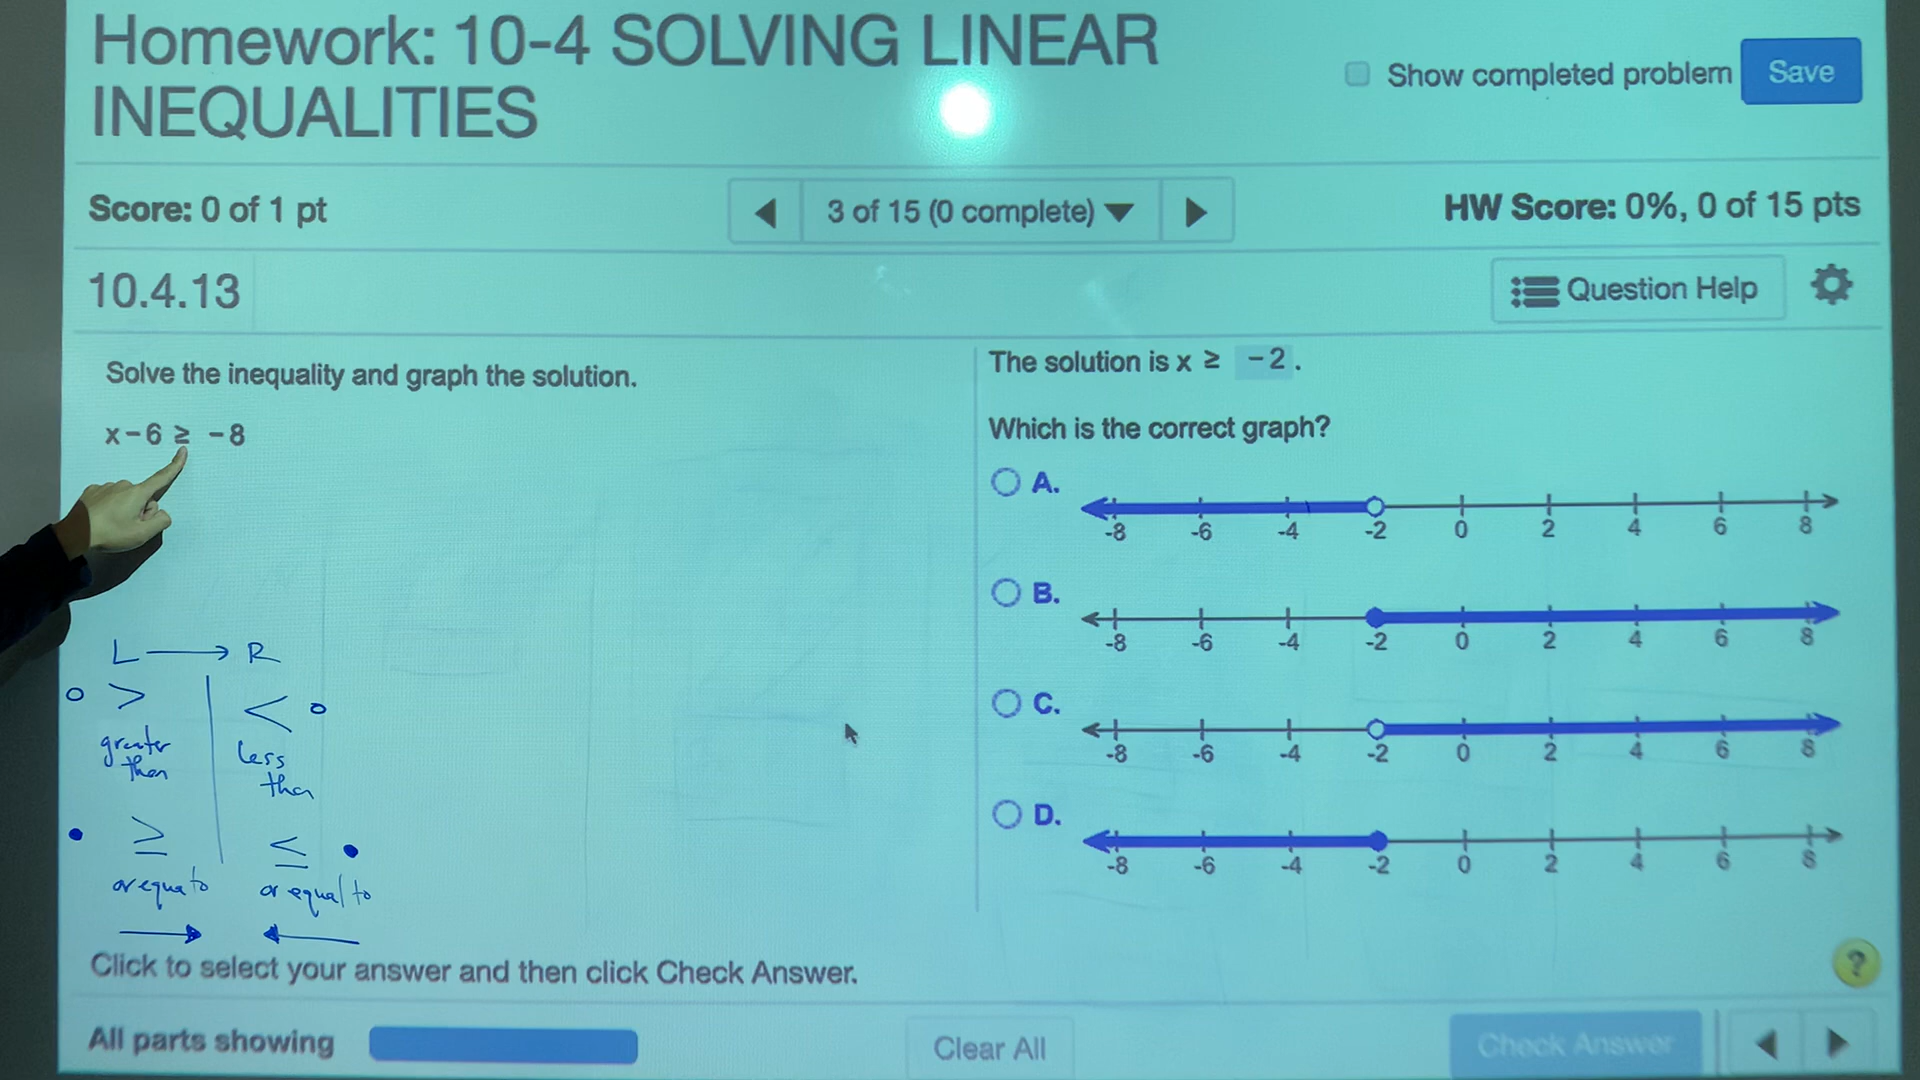 Homework: 10-4 SOLVING LINEAR
INEQUALITIES
Show completed problem
Save
Score: 0 of 1 pt
3 of 15 (0 complete)
HW Score: 0%, 0 of 15 pts
10.4.13
Question Help
Solve the inequality and graph the solution.
x - 6 ≥ - 8
L → R
> <
greater
than
less
than
≥ ≤
or equa to
or equal to
Click to select your answer and then click Check Answer.
The solution is x ≥ - 2 .
Which is the correct graph?
A.
-8 -6 -4 -2 0 2 4 6 8
B.
-8 -6 -4 -2 0 2 4 6 8
C.
-8 -6 -4 -2 0 2 4 6 8
D.
-8 -6 -4 -2 0 2 4 6 8
?
All parts showing
Clear All
Check Answer